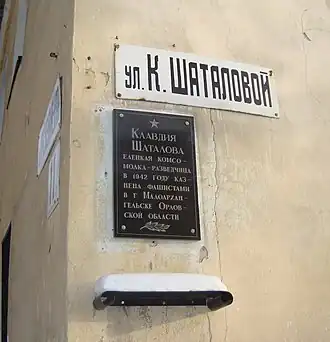 ул. К. ШАТАЛОВОЙ
КЛАВДИЯ
ШАТАЛОВА
ЕЛЕЦКАЯ КОМСО-
МОЛКА-РАЗВЕДЧИЦА
В 1942 ГОДУ КАЗ-
НЕНА ФАШИСТАМИ
В Г МАЛОАРХАН-
ГЕЛЬСКЕ ОРЛОВ-
СКОЙ ОБЛАСТИ